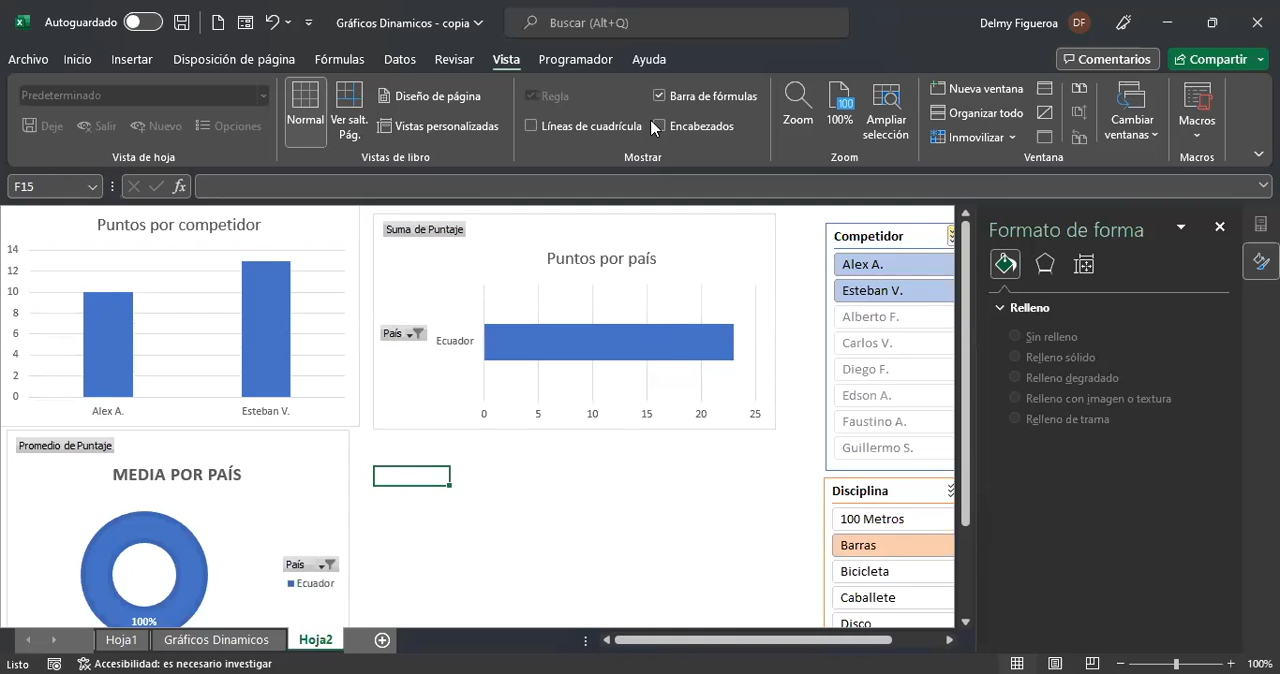 Autoguardado
Gráficos Dinamicos - copia
Buscar (Alt+Q)
Delmy Figueroa
DF
Archivo
Inicio
Insertar
Disposición de página
Fórmulas
Datos
Revisar
Vista
Programador
Ayuda
Comentarios
Compartir
Predeterminado
Deje
Salir
Nuevo
Opciones
Vista de hoja
Normal
Ver salt.
Pág.
Diseño de página
Vistas personalizadas
Vistas de libro
Regla
Barra de fórmulas
Líneas de cuadrícula
Encabezados
Mostrar
Zoom
100
100%
Ampliar
selección
Zoom
Nueva ventana
Organizar todo
Inmovilizar
Cambiar
ventanas
Ventana
Macros
Macros
F15
fx
Puntos por competidor
14
12
10
8
6
4
2
0
Alex A.
Esteban V.
Suma de Puntaje
Puntos por país
País
Ecuador
0
5
10
15
20
25
Promedio de Puntaje
MEDIA POR PAÍS
País
Ecuador
100%
Competidor
Alex A.
Esteban V.
Alberto F.
Carlos V.
Diego F.
Edson A.
Faustino A.
Guillermo S.
Disciplina
100 Metros
Barras
Bicicleta
Caballete
Disco
Formato de forma
Relleno
Sin relleno
Relleno sólido
Relleno degradado
Relleno con imagen o textura
Relleno de trama
Hoja1
Gráficos Dinamicos
Hoja2
Listo
Accesibilidad: es necesario investigar
100%